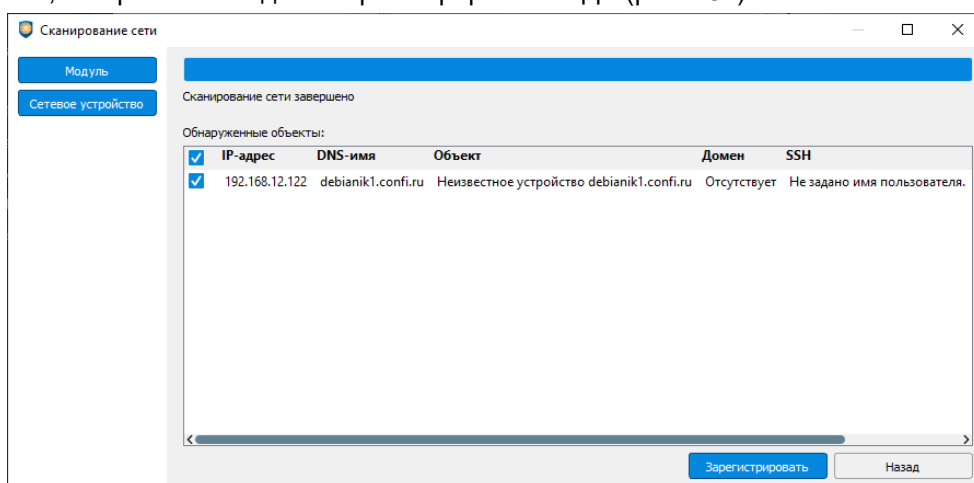 Сканирование сети
Модуль
Сетевое устройство
Сканирование сети завершено
Обнаруженные объекты:
IP-адрес DNS-имя Объект Домен SSH
192.168.12.122 debianik1.confi.ru Неизвестное устройство debianik1.confi.ru Отсутствует Не задано имя пользователя.
Зарегистрировать Назад